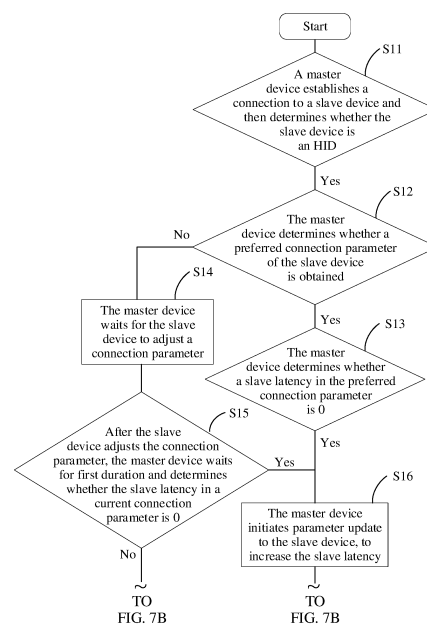 Start
S11
A master
device establishes a
connection to a slave device and
then determines whether the
slave device is
an HID
Yes
S12
The master
device determines whether a
preferred connection parameter
of the slave device
is obtained
No
S14
The master device
waits for the slave
device to adjust a
connection parameter
Yes
S13
The master
device determines whether
a slave latency in the preferred
connection parameter
is 0
S15
After the slave
device adjusts the connection
parameter, the master device waits
for first duration and determines
whether the slave latency in a
current connection
parameter is 0
Yes
Yes
S16
The master device
initiates parameter update
to the slave device, to
increase the slave latency
No
~
TO
FIG. 7B
~
TO
FIG. 7B